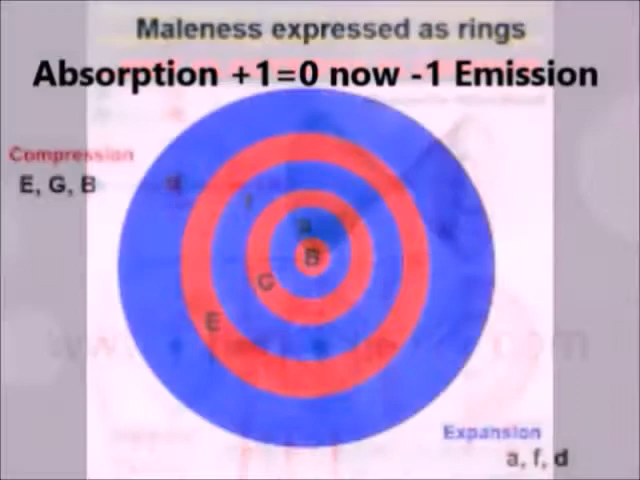 Maleness expressed as rings
Absorption +1=0 now -1 Emission
Compression
E, G, B
d
f
a
B
G
E
Expansion
a, f, d